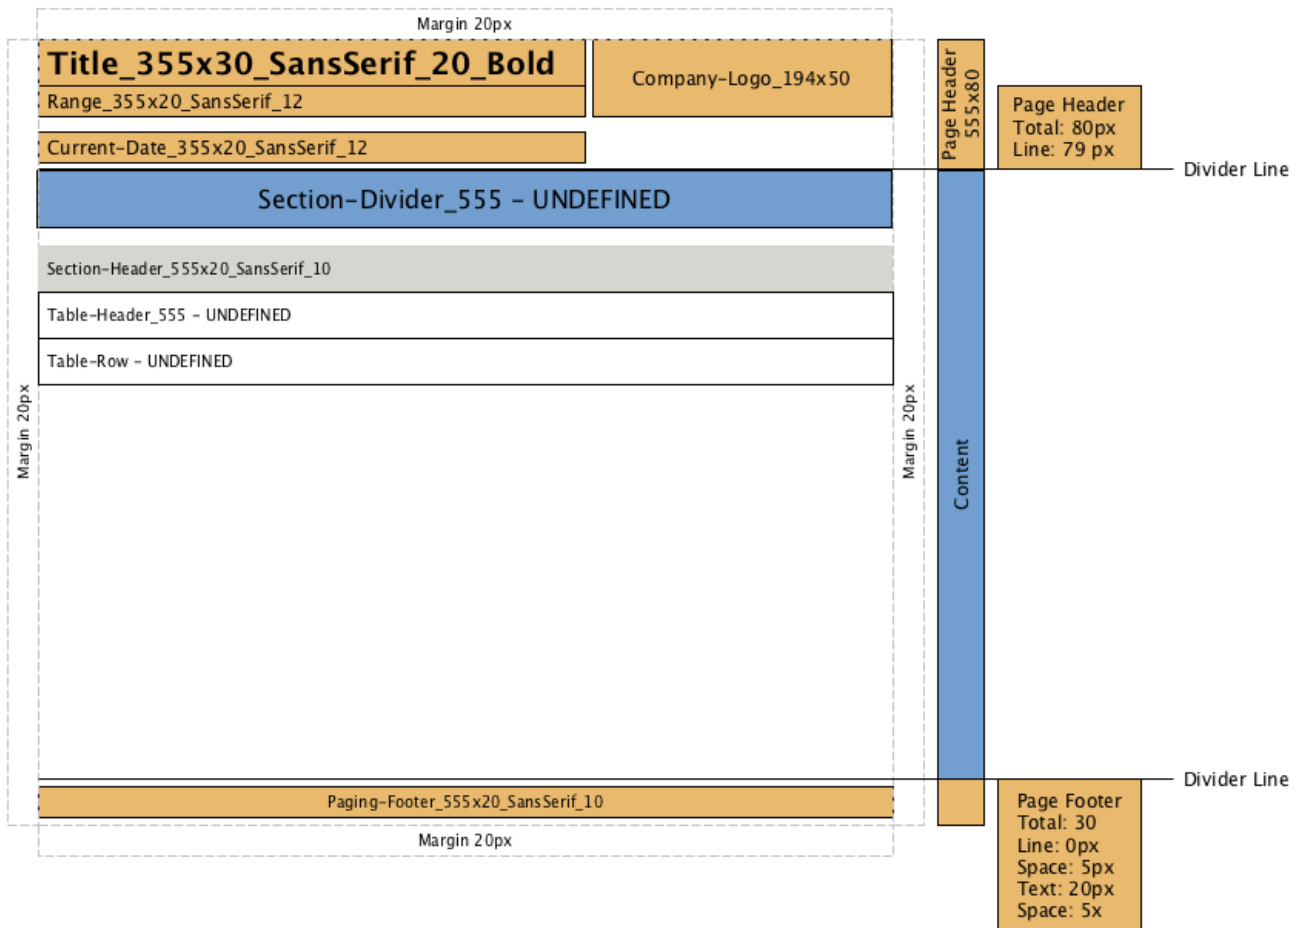 Margin 20px
Title_355x30_SansSerif_20_Bold
Company-Logo_194x50
Range_355x20_SansSerif_12
Current-Date_355x20_SansSerif_12
Page Header
555x80
Page Header
Total: 80px
Line: 79 px
Divider Line
Section-Divider_555 - UNDEFINED
Section-Header_555x20_SansSerif_10
Table-Header_555 - UNDEFINED
Table-Row - UNDEFINED
Margin 20px
Margin 20px
Content
Divider Line
Paging-Footer_555x20_SansSerif_10
Margin 20px
Page Footer
Total: 30
Line: 0px
Space: 5px
Text: 20px
Space: 5x